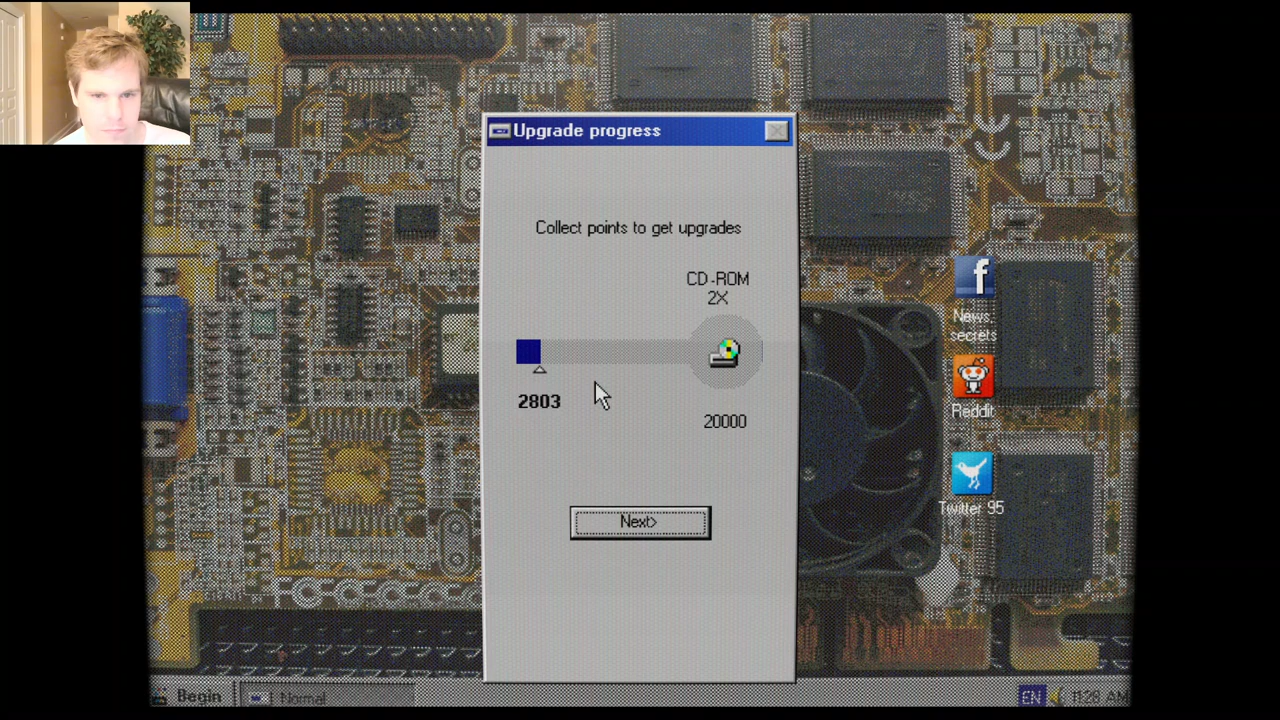 Upgrade progress
Collect points to get upgrades
CD-ROM
2X
2803
20000
Next>
News,
secrets
Reddit
Twitter 95
Begin
Normal
EN
11:26 AM